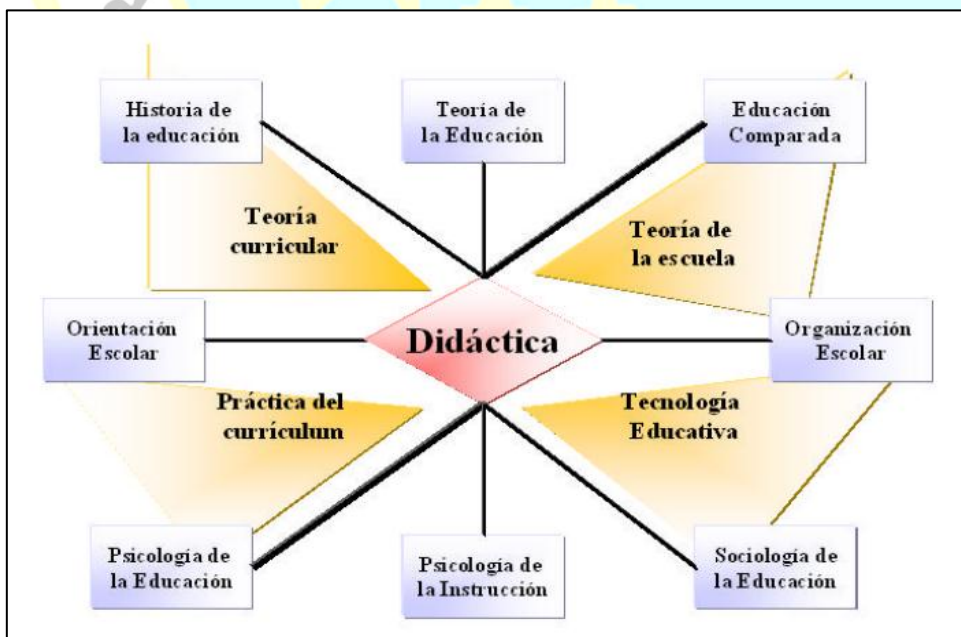 Historia de
la educación
Teoría de
la Educación
Educación
Comparada
Teoría
curricular
Teoría de
la escuela
Orientación
Escolar
Didáctica
Organización
Escolar
Práctica del
currículum
Tecnología
Educativa
Psicología de
la Educación
Psicología de
la Instrucción
Sociología de
la Educación